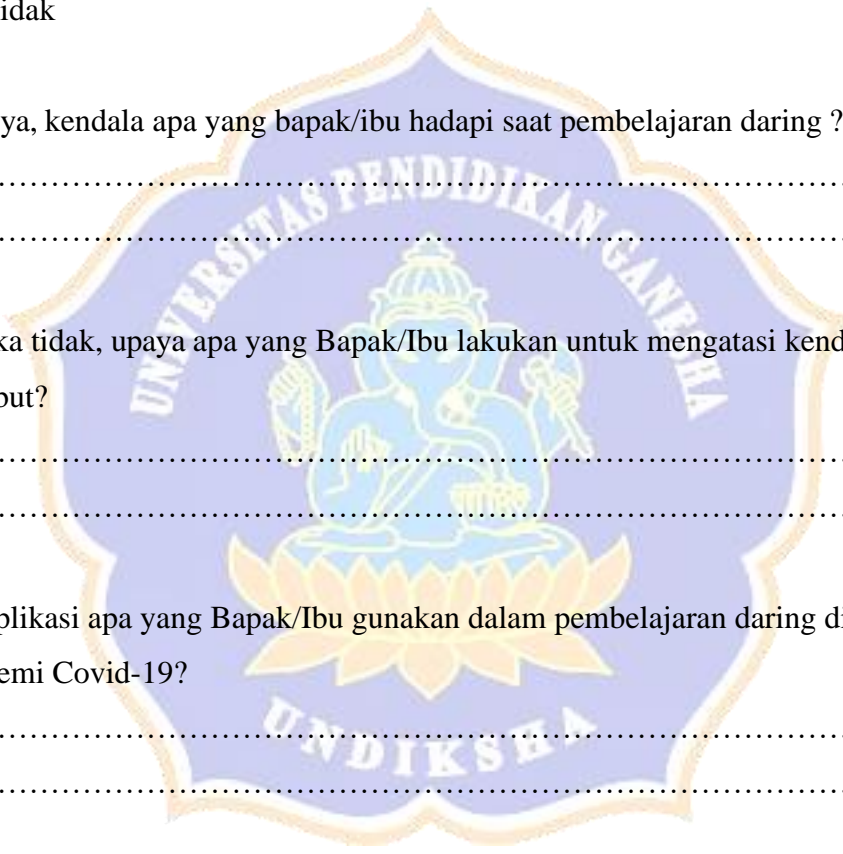 idak
ya, kendala apa yang bapak/ibu hadapi saat pembelajaran daring ?
……………………………………………………………………
UNIVERSITAS PENDIDIKAN GANESHA
……………………………………………………………………
ka tidak, upaya apa yang Bapak/Ibu lakukan untuk mengatasi kend
but?
……………………………………………………………………
……………………………………………………………………
plikasi apa yang Bapak/Ibu gunakan dalam pembelajaran daring di
emi Covid-19?
……………………………………………………………………
UNDIKSHA
……………………………………………………………………